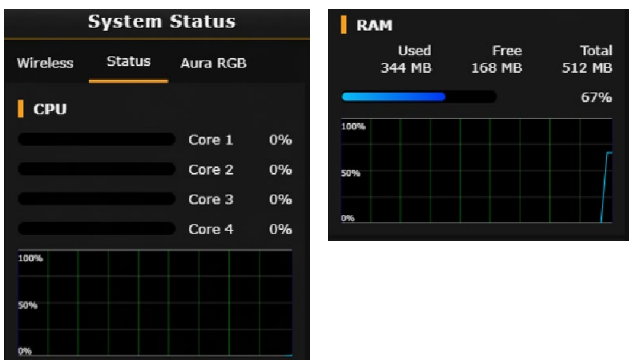 System Status
Wireless Status Aura RGB
CPU
Core 1 0%
Core 2 0%
Core 3 0%
Core 4 0%
100%
50%
0%
RAM
Used Free Total
344 MB 168 MB 512 MB
67%
100%
50%
0%